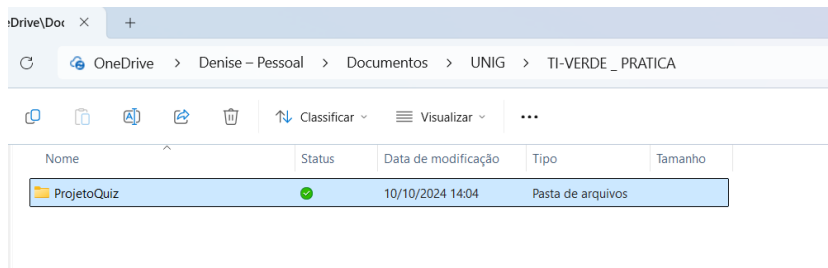 eDrive\Doc
OneDrive > Denise – Pessoal > Documentos > UNIG > TI-VERDE _ PRATICA
Classificar Visualizar ...
Nome Status Data de modificação Tipo Tamanho
ProjetoQuiz 10/10/2024 14:04 Pasta de arquivos